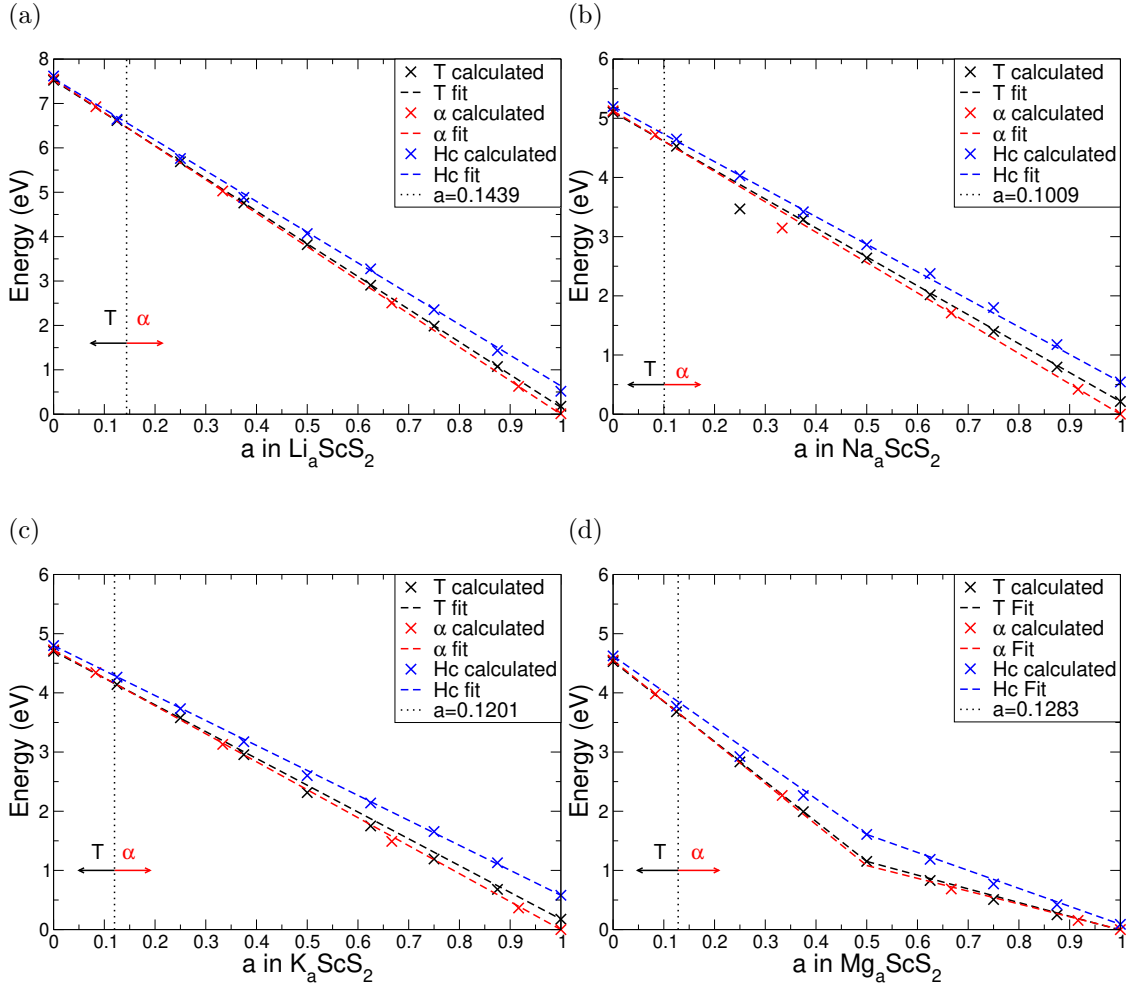 (a)
Energy (eV)
8
7
6
5
4
3
2
1
0
T calculated
T fit
α calculated
α fit
Hc calculated
Hc fit
a=0.1439
T α
0 0.1 0.2 0.3 0.4 0.5 0.6 0.7 0.8 0.9 1
a in LiₐScS₂
(b)
Energy (eV)
6
5
4
3
2
1
0
T calculated
T fit
α calculated
α fit
Hc calculated
Hc fit
a=0.1009
T α
0 0.1 0.2 0.3 0.4 0.5 0.6 0.7 0.8 0.9 1
a in NaₐScS₂
(c)
Energy (eV)
6
5
4
3
2
1
0
T calculated
T fit
α calculated
α fit
Hc calculated
Hc fit
a=0.1201
T α
0 0.1 0.2 0.3 0.4 0.5 0.6 0.7 0.8 0.9 1
a in KₐScS₂
(d)
Energy (eV)
6
5
4
3
2
1
0
T calculated
T Fit
α calculated
α Fit
Hc calculated
Hc Fit
a=0.1283
T α
0 0.1 0.2 0.3 0.4 0.5 0.6 0.7 0.8 0.9 1
a in MgₐScS₂